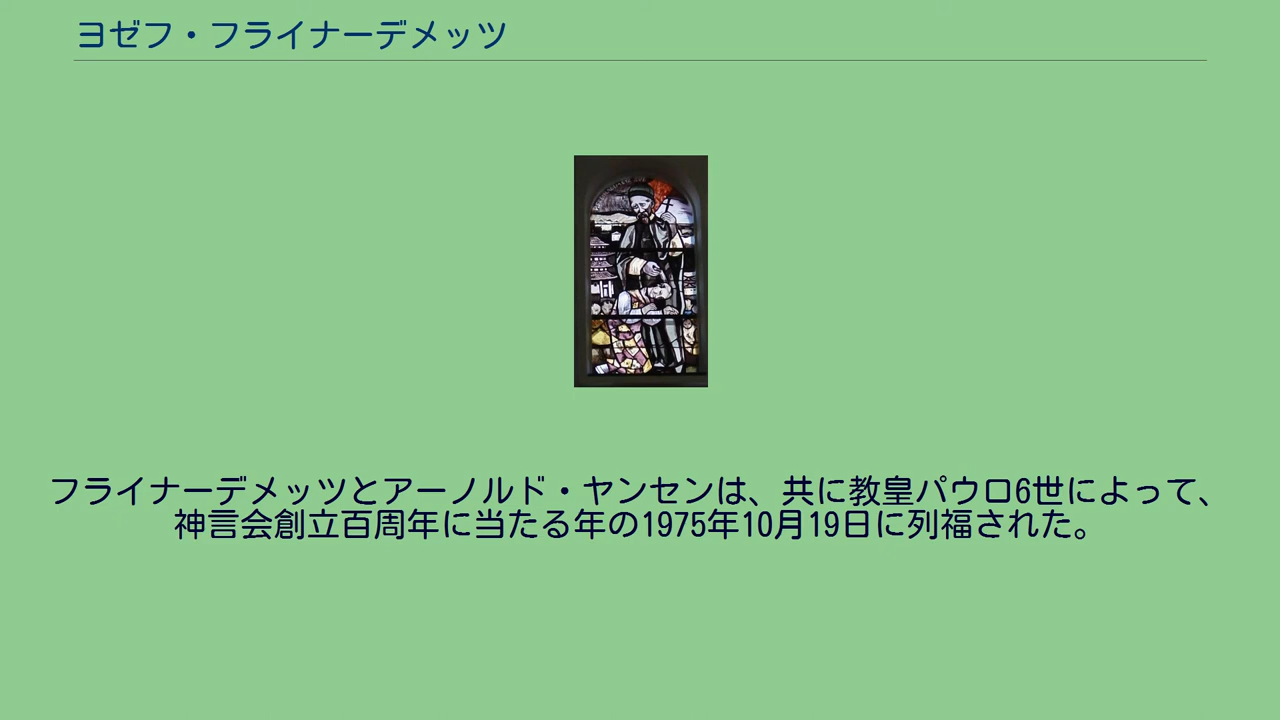 ヨゼフ・フライナーデメッツ
フライナーデメッツとアーノルド・ヤンセンは、共に教皇パウロ6世によって、
神言会創立百周年に当たる年の1975年10月19日に列福された。